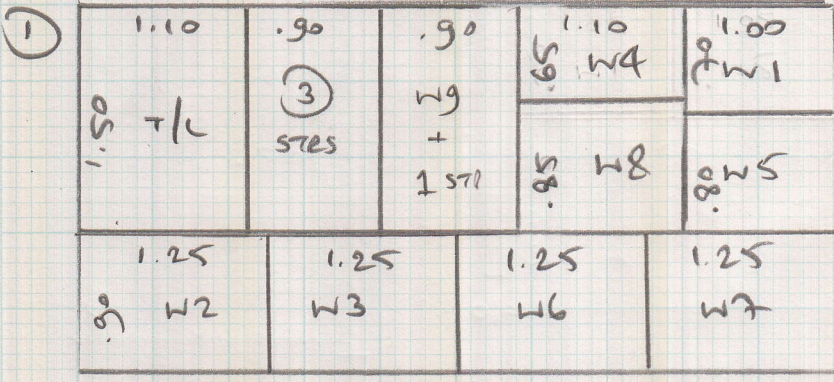 1
1.10 .90 .90 1.10 1.00
1.50 T/L
3
STRS
W9
+
1 STR
.65 W4
.70 W1
.85 W8
.80 W5
1.25 1.25 1.25 1.25
.90 W2 W3 W6 W7